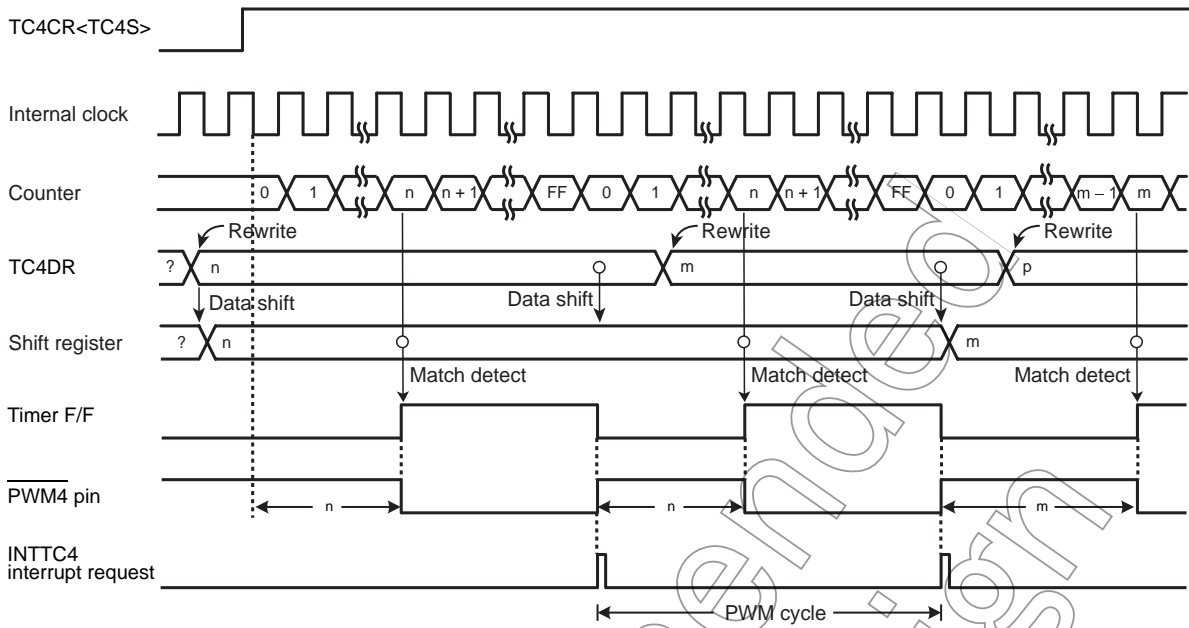 TC4CR<TC4S>
Internal clock
Counter 0 1 n n + 1 FF 0 1 n n + 1 FF 0 1 m – 1 m
Rewrite Rewrite Rewrite
TC4DR ? n m p
Data shift Data shift Data shift
Shift register ? n m
Match detect Match detect Match detect
Timer F/F
PWM4 pin n n m
INTTC4
interrupt request
PWM cycle